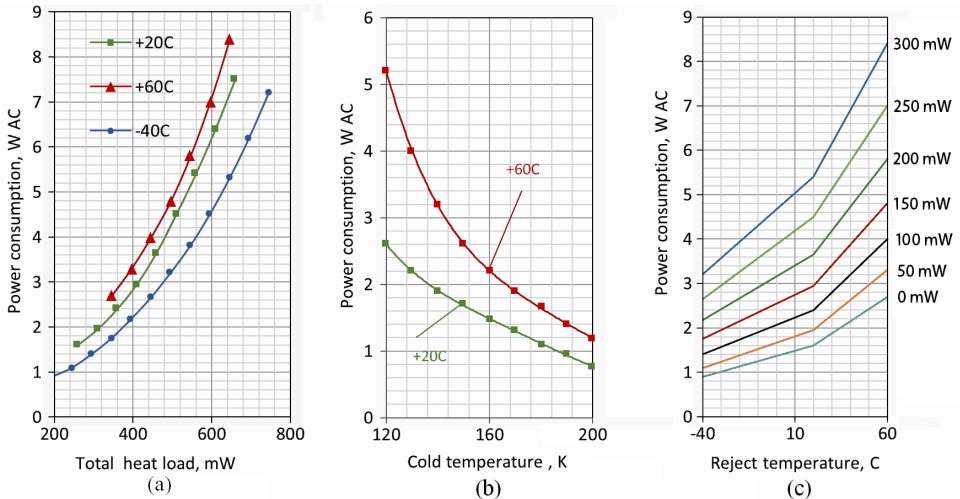 9
8
7
6
5
4
3
2
1
0
200
400
600
800
Power consumption, W AC
Total heat load, mW
(a)
+20C
+60C
-40C
6
5
4
3
2
1
0
120
160
200
Power consumption, W AC
Cold temperature , K
(b)
+60C
+20C
9
8
7
6
5
4
3
2
1
0
-40
10
60
Power consumption, W AC
Reject temperature, C
(c)
300 mW
250 mW
200 mW
150 mW
100 mW
50 mW
0 mW